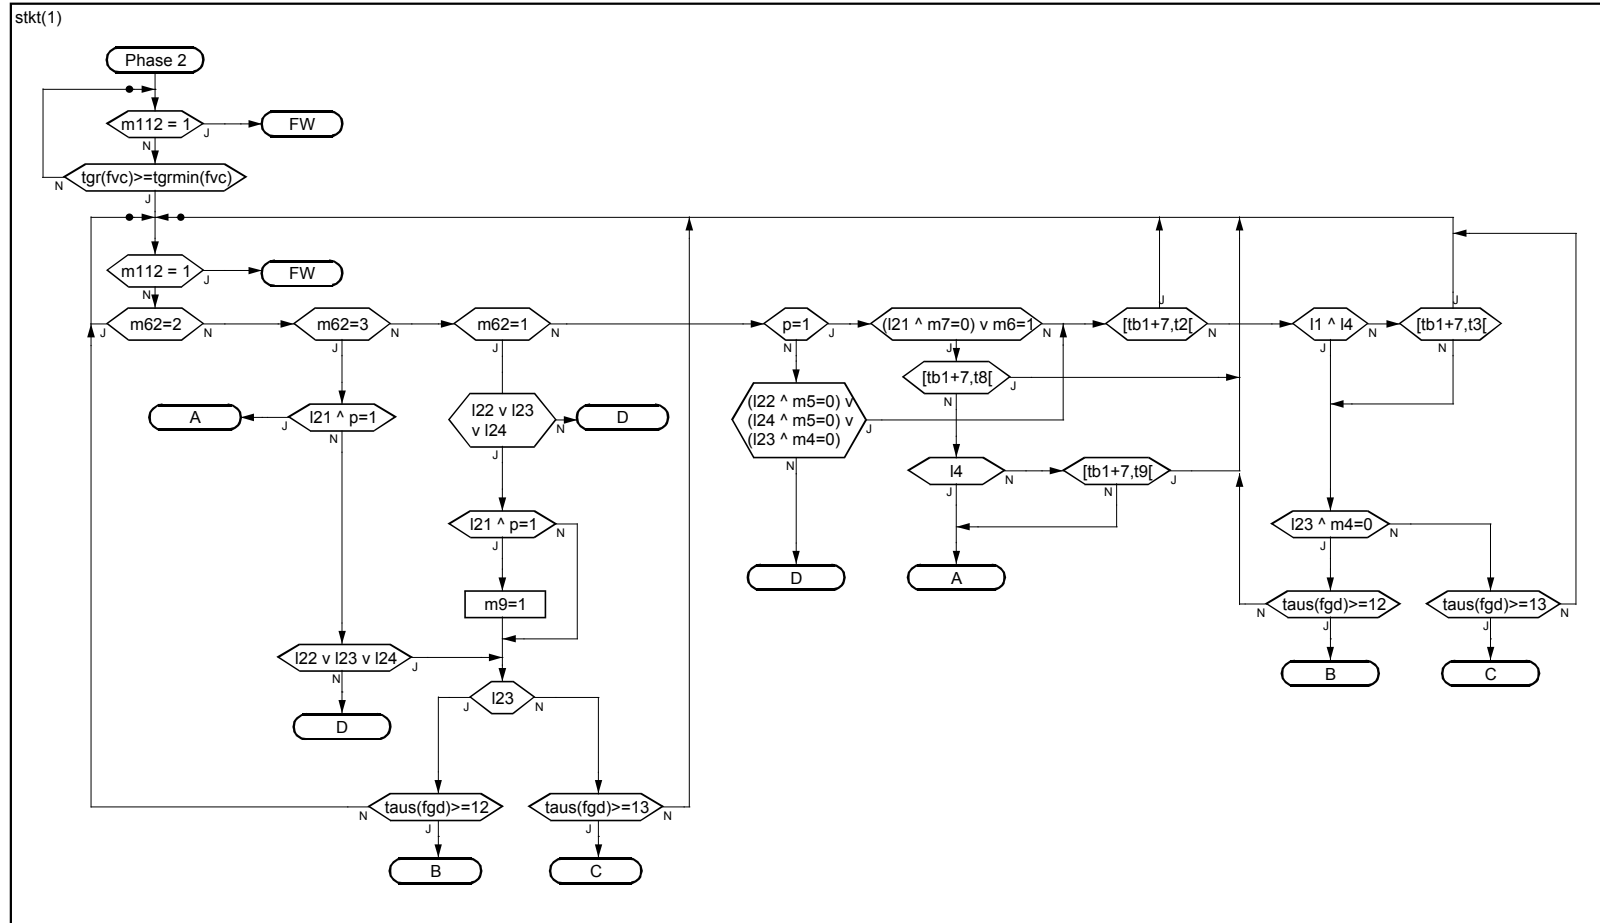 stkt(1)
Phase 2
m112 = 1
J
FW
N
tgr(fvc)>=tgrmin(fvc)
N
J
m112 = 1
J
FW
N
m62=2
J
N
m62=3
N
J
m62=1
N
J
p=1
J
N
(l21 ^ m7=0) v m6=1
N
J
[tb1+7,t2[
J
N
l1 ^ l4
N
J
[tb1+7,t3[
J
N
[tb1+7,t8[
J
N
A
l21 ^ p=1
J
N
l22 v l23
v l24
N
J
D
(l22 ^ m5=0) v
(l24 ^ m5=0) v
(l23 ^ m4=0)
J
N
l4
N
J
[tb1+7,t9[
J
N
l21 ^ p=1
N
J
l23 ^ m4=0
N
J
D
A
m9=1
taus(fgd)>=12
N
J
taus(fgd)>=13
N
J
l22 v l23 v l24
J
N
B
C
l23
J
N
D
taus(fgd)>=12
N
J
taus(fgd)>=13
N
J
B
C